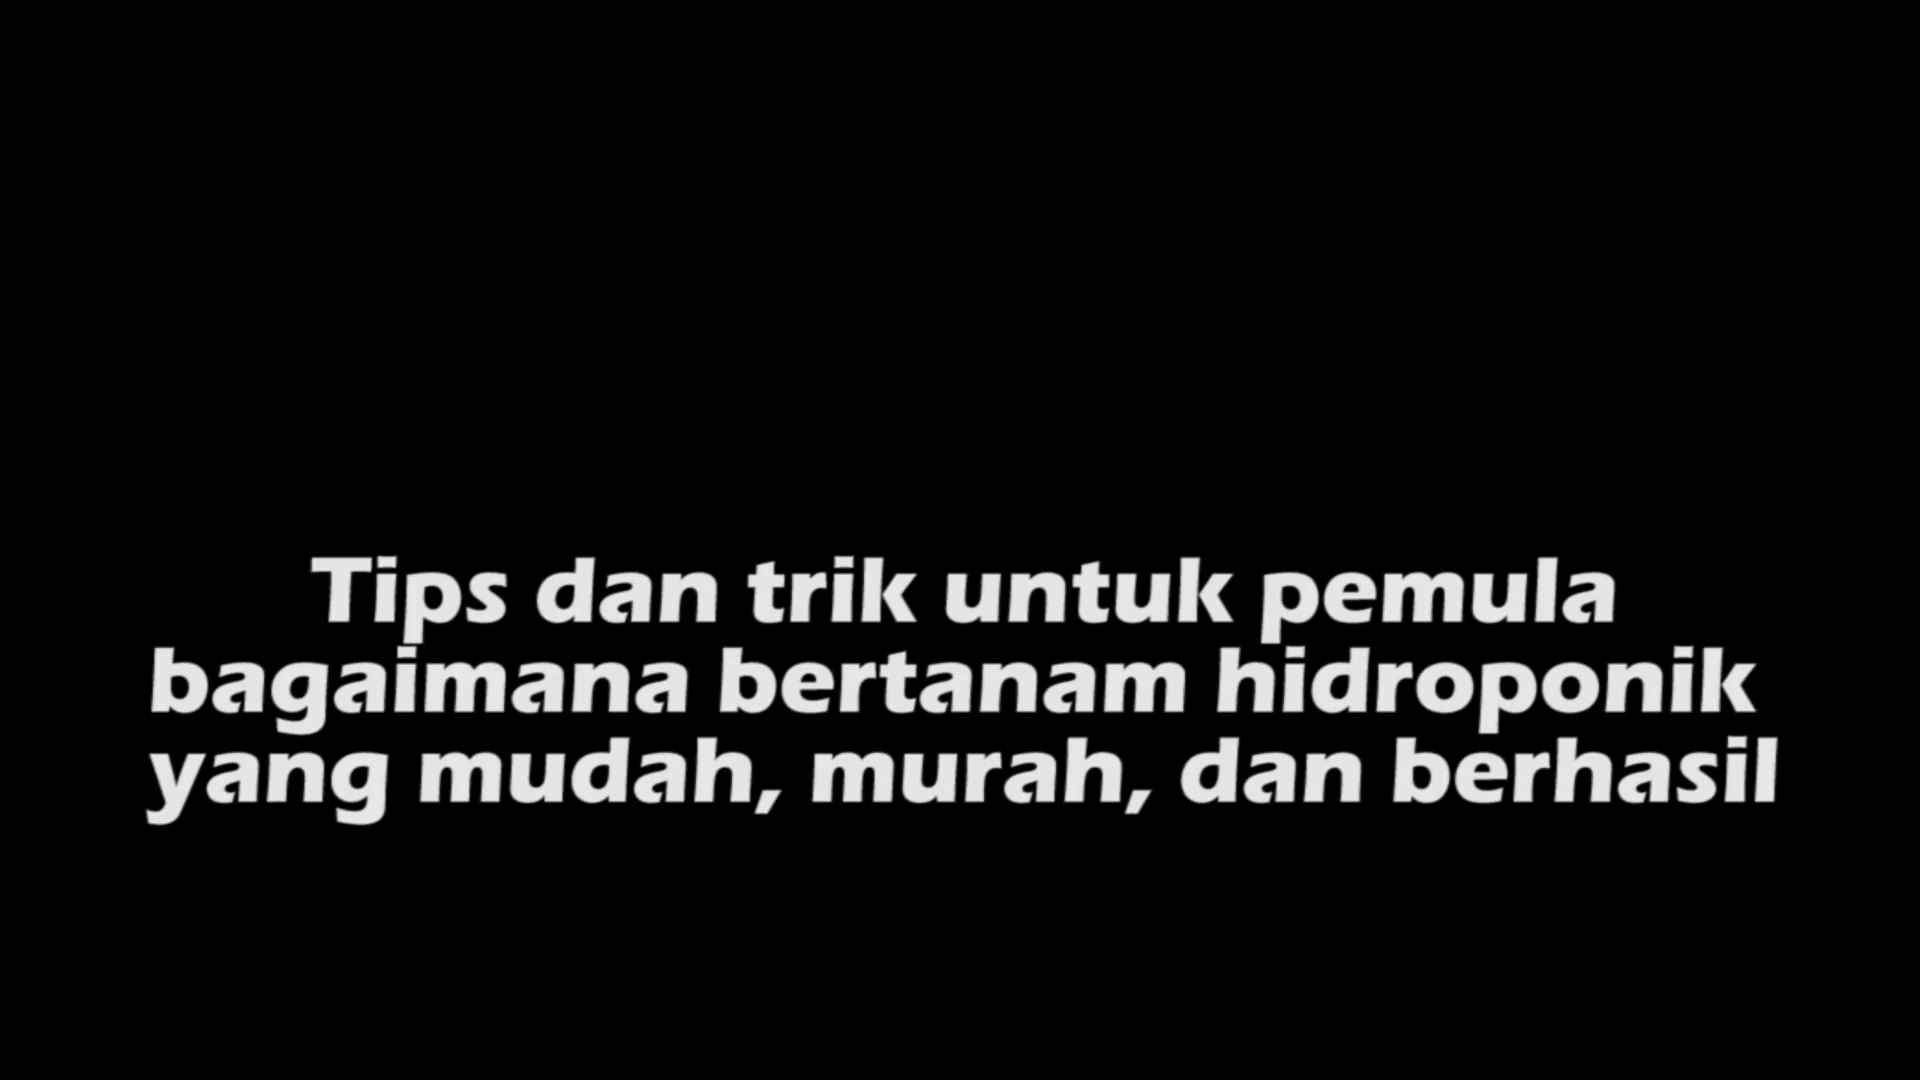 Tips dan trik untuk pemula
bagaimana bertanam hidroponik
yang mudah, murah, dan berhasil